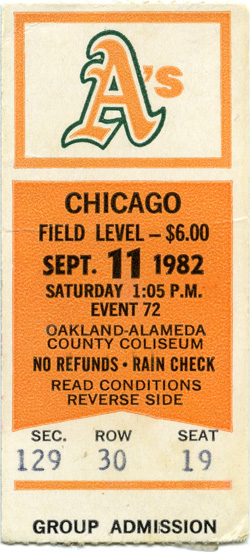 A's
CHICAGO
FIELD LEVEL – $6.00
SEPT. 11 1982
SATURDAY 1:05 P.M.
EVENT 72
OAKLAND-ALAMEDA
COUNTY COLISEUM
NO REFUNDS • RAIN CHECK
READ CONDITIONS
REVERSE SIDE
SEC. ROW SEAT
129 30 19
GROUP ADMISSION